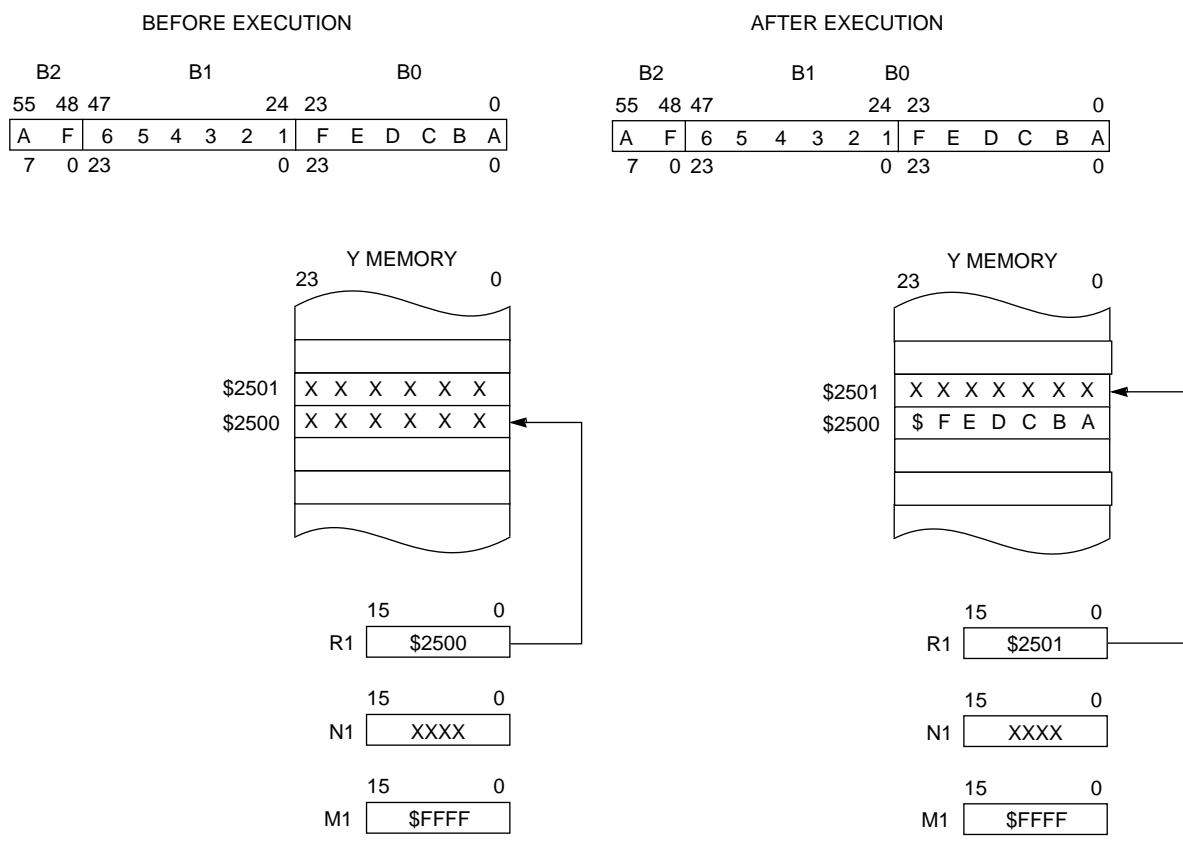 BEFORE EXECUTION
B2 B1 B0
55 48 47 24 23 0
A F 6 5 4 3 2 1 F E D C B A
7 0 23 0 23 0
Y MEMORY
23 0
$2501 X X X X X X
$2500 X X X X X X
15 0
R1 $2500
15 0
N1 XXXX
15 0
M1 $FFFF
AFTER EXECUTION
B2 B1 B0
55 48 47 24 23 0
A F 6 5 4 3 2 1 F E D C B A
7 0 23 0 23 0
Y MEMORY
23 0
$2501 X X X X X X X
$2500 $ F E D C B A
15 0
R1 $2501
15 0
N1 XXXX
15 0
M1 $FFFF